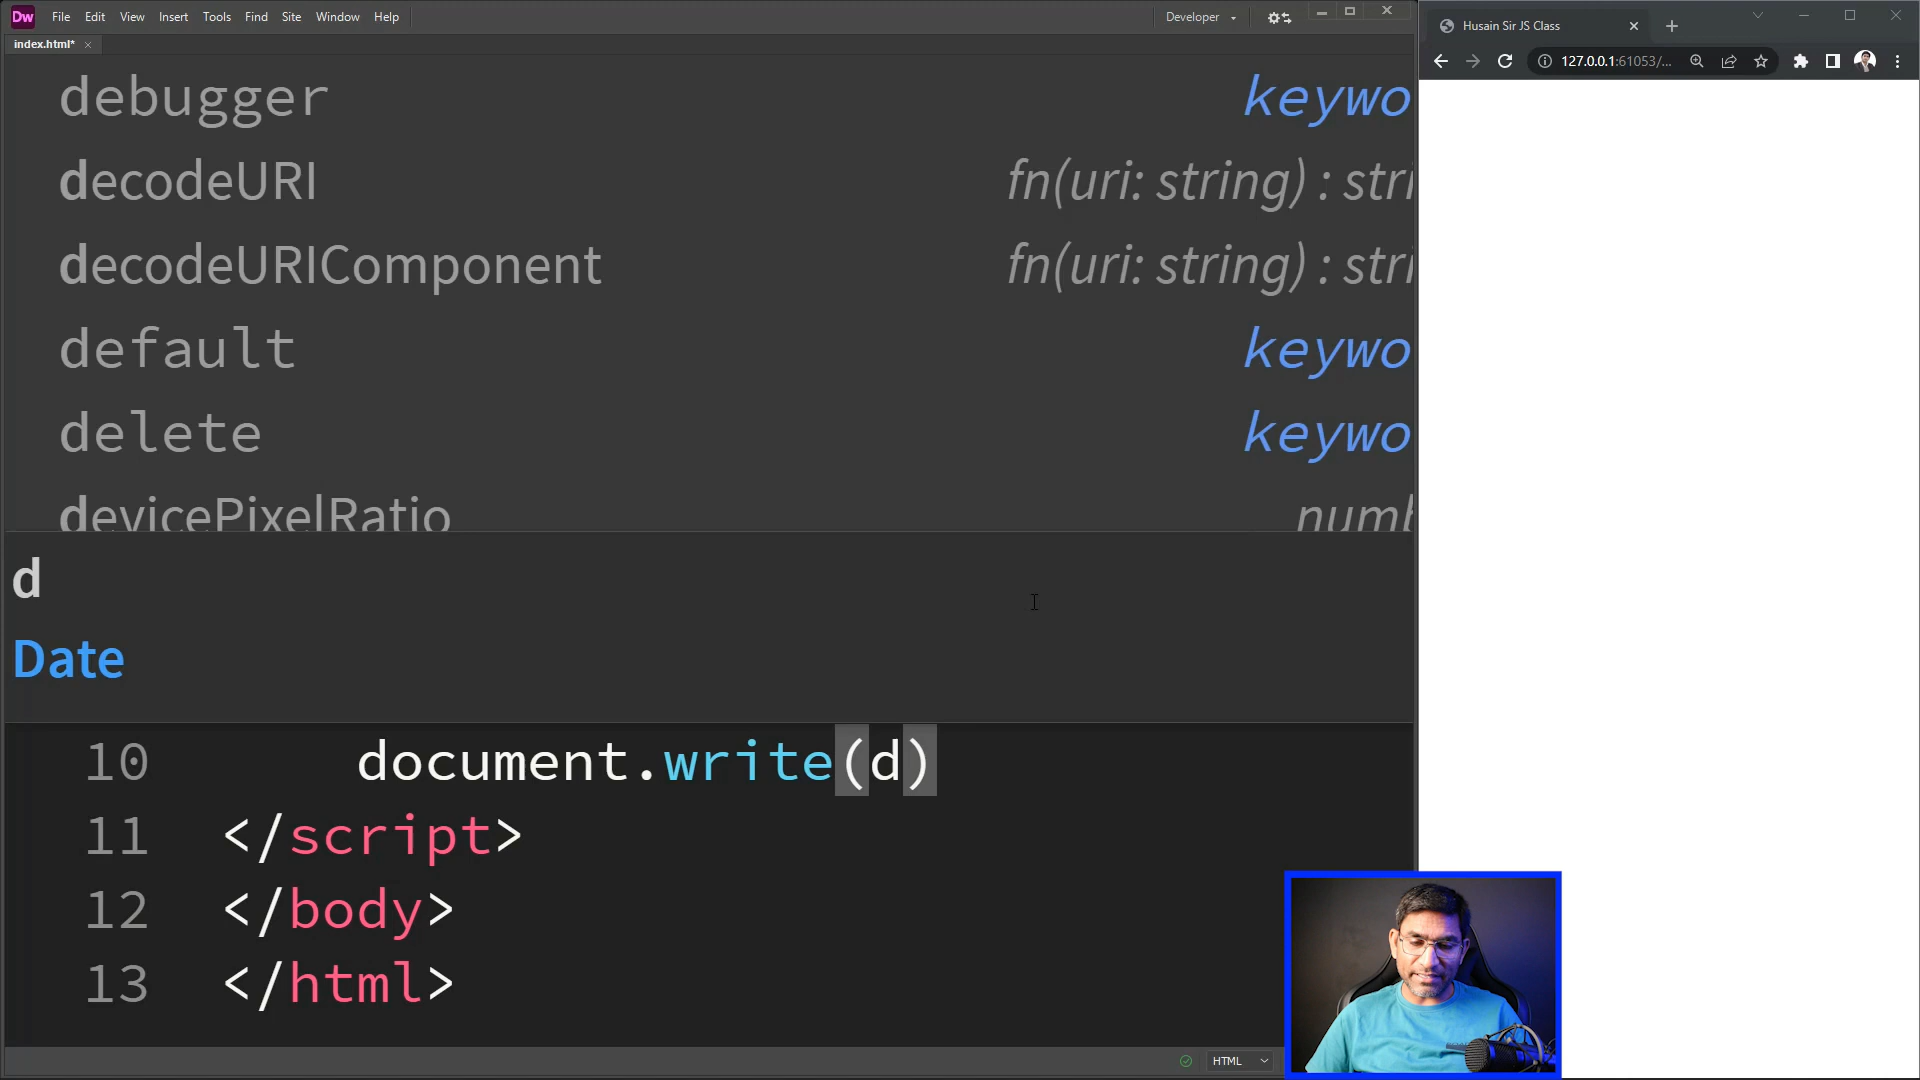 Dw File Edit View Insert Tools Find Site Window Help Developer
index.html*
debugger keywo
decodeURI fn(uri: string) : stri
decodeURIComponent fn(uri: string) : stri
default keywo
delete keywo
devicePixelRatio numb
d
Date
10 document.write(d)
11 </script>
12 </body>
13 </html>
HTML
Husain Sir JS Class
127.0.0.1:61053/...